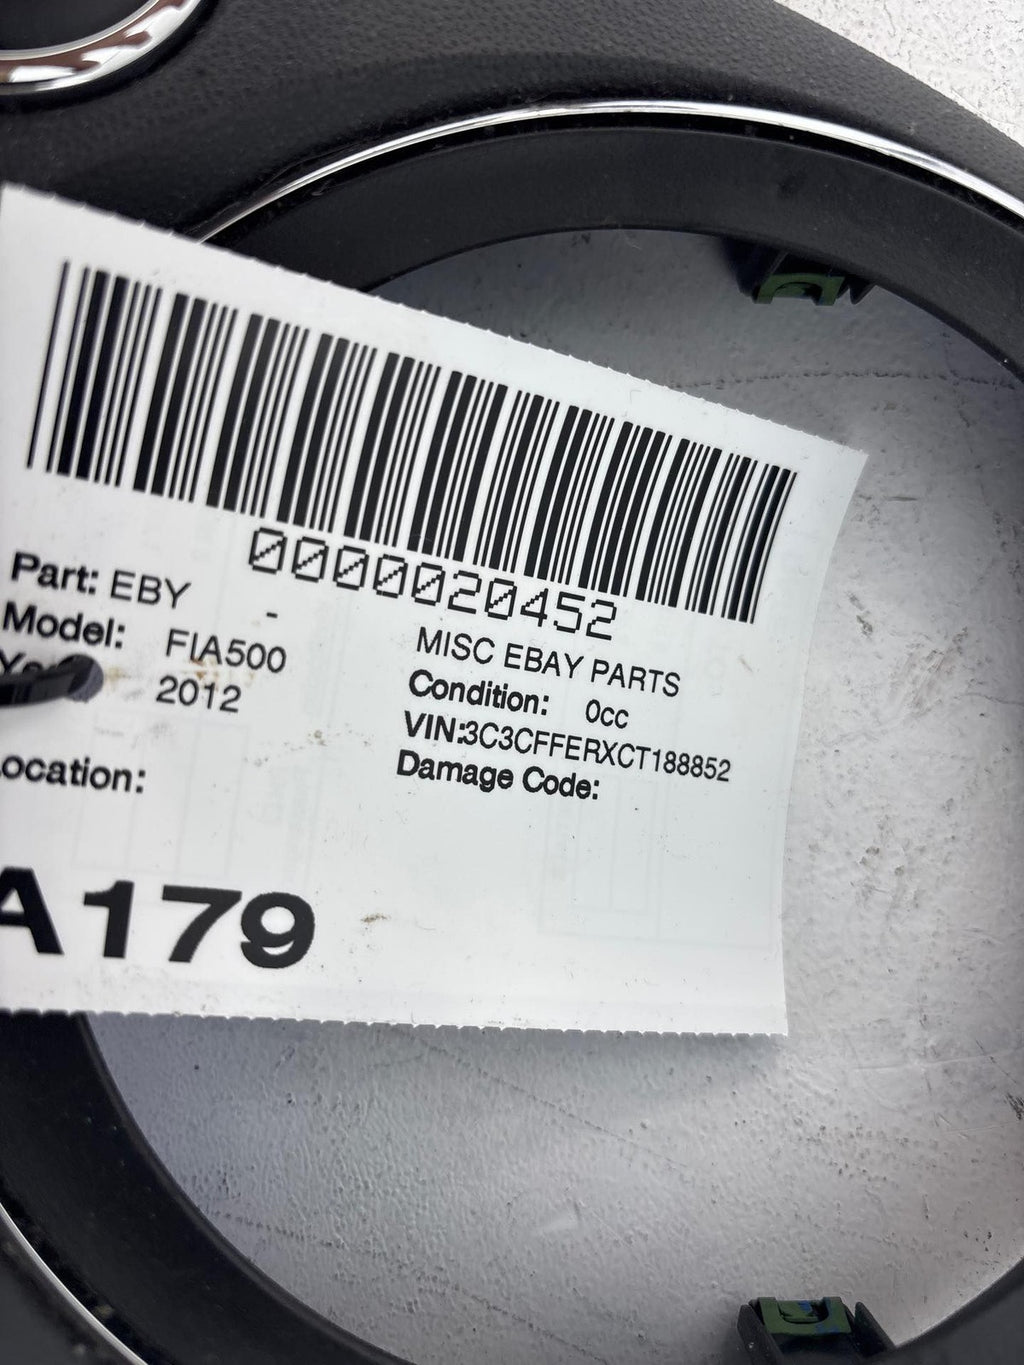 0000020452
Part: EBY
-
MISC EBAY PARTS
Model: FIA500
Condition: 0cc
2012
VIN:3C3CFFERXCT188852
Damage Code:
ocation:
A179